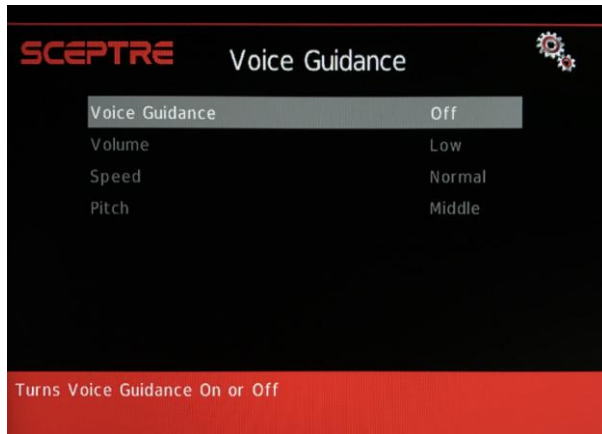 SCEPTRE
Voice Guidance
Voice Guidance Off
Volume Low
Speed Normal
Pitch Middle
Turns Voice Guidance On or Off